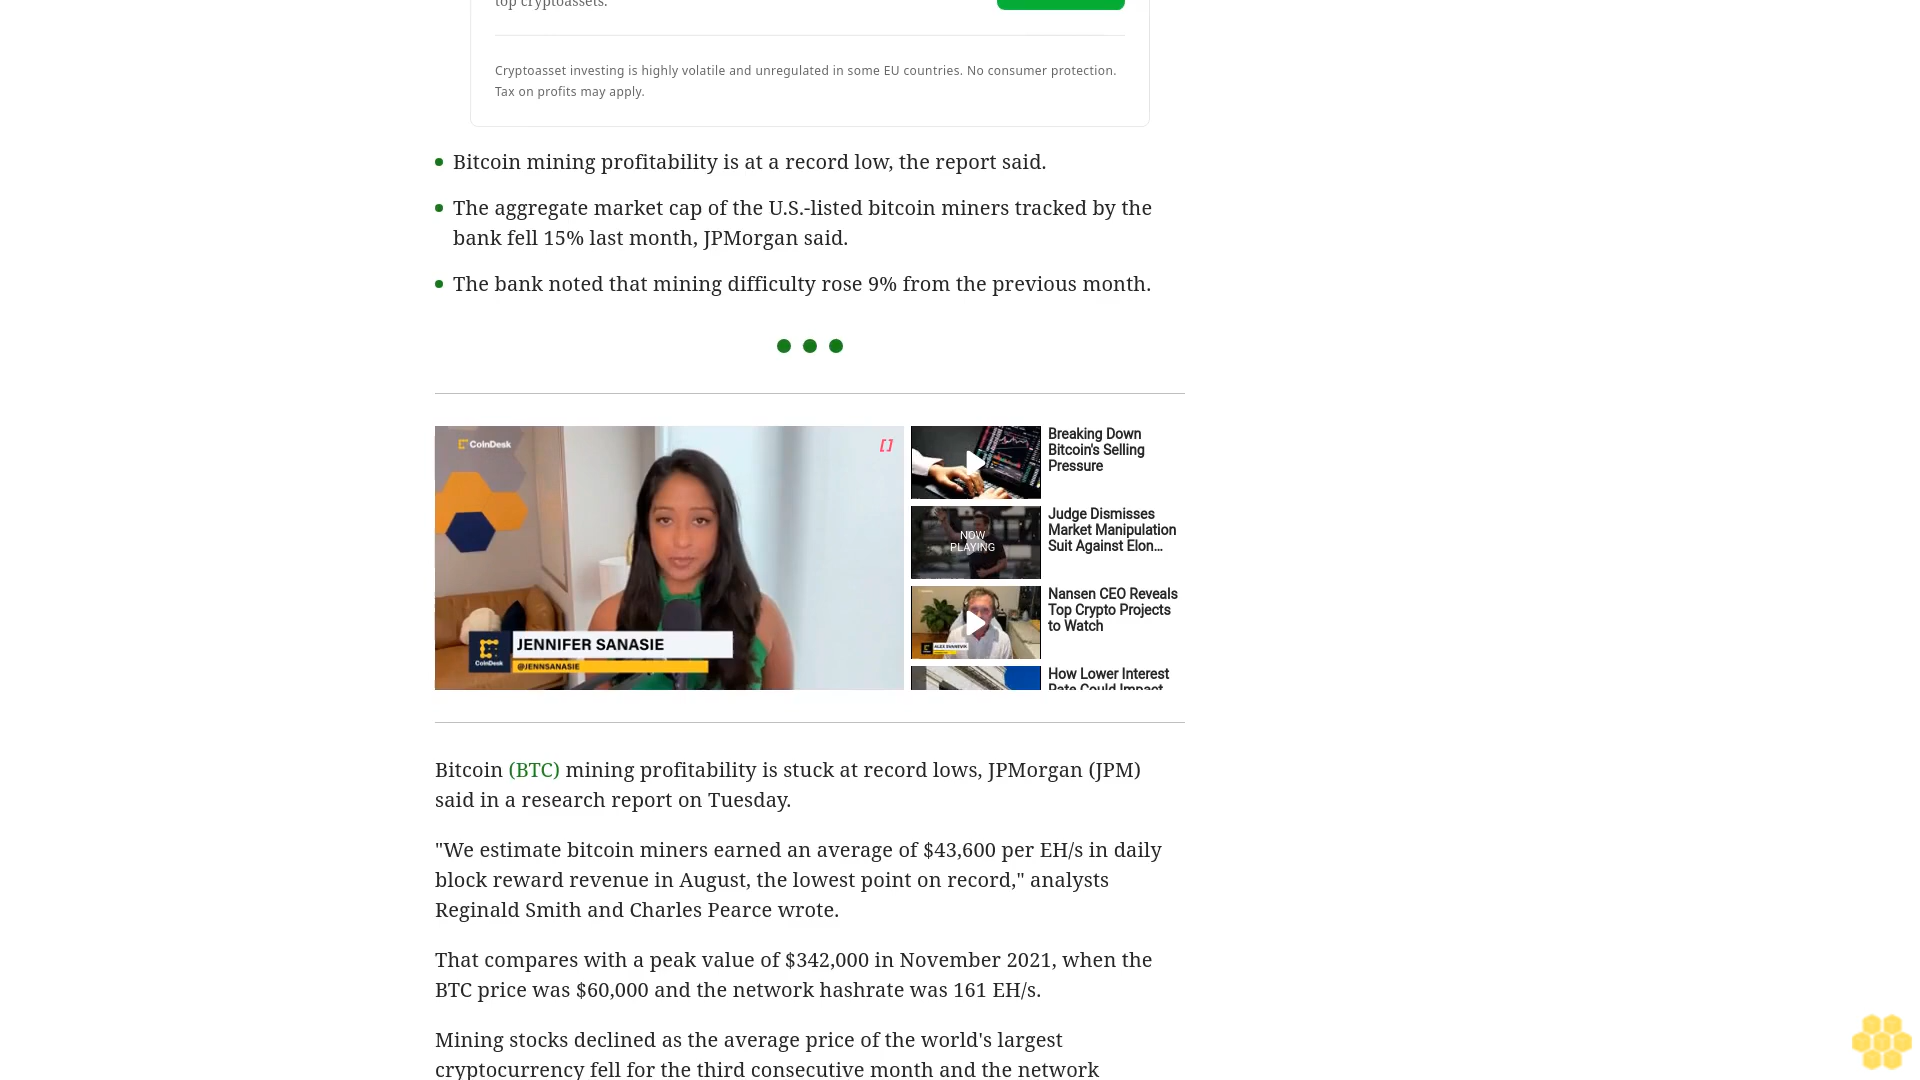 top cryptoassets.
Cryptoasset investing is highly volatile and unregulated in some EU countries. No consumer protection.
Tax on profits may apply.
Bitcoin mining profitability is at a record low, the report said.
The aggregate market cap of the U.S.-listed bitcoin miners tracked by the
bank fell 15% last month, JPMorgan said.
The bank noted that mining difficulty rose 9% from the previous month.
CoinDesk
[ ]
JENNIFER SANASIE
CoinDesk
@JENNSANASIE
Breaking Down
Bitcoin's Selling
Pressure
NOW
PLAYING
Judge Dismisses
Market Manipulation
Suit Against Elon...
ALEX SVANEVIK
Nansen CEO Reveals
Top Crypto Projects
to Watch
How Lower Interest
Rate Could Impact
Bitcoin (BTC) mining profitability is stuck at record lows, JPMorgan (JPM)
said in a research report on Tuesday.
"We estimate bitcoin miners earned an average of $43,600 per EH/s in daily
block reward revenue in August, the lowest point on record," analysts
Reginald Smith and Charles Pearce wrote.
That compares with a peak value of $342,000 in November 2021, when the
BTC price was $60,000 and the network hashrate was 161 EH/s.
Mining stocks declined as the average price of the world's largest
cryptocurrency fell for the third consecutive month and the network